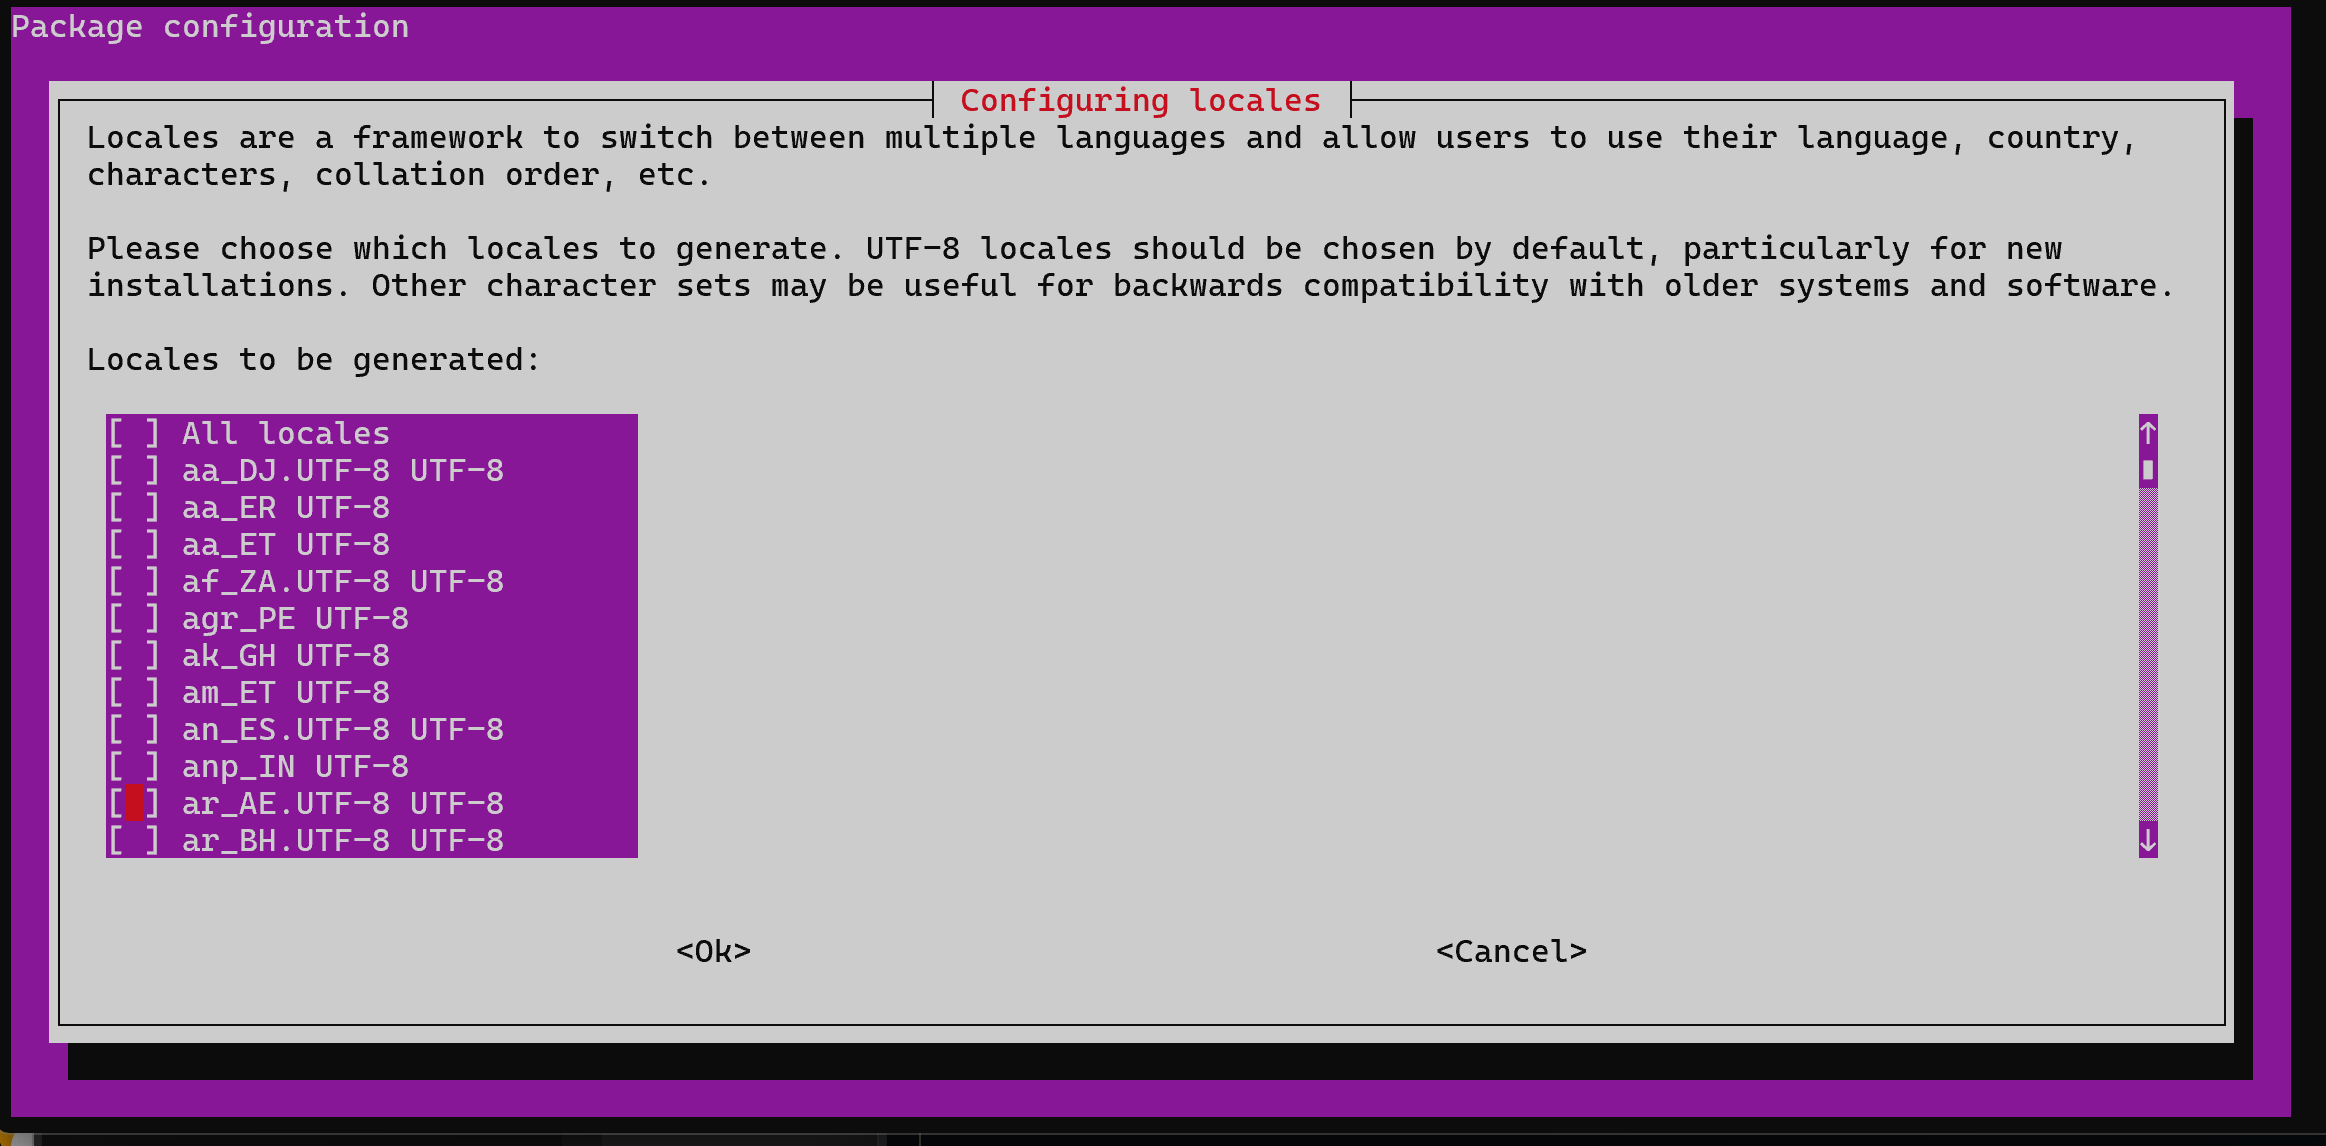 Package configuration
Configuring locales
Locales are a framework to switch between multiple languages and allow users to use their language, country,
characters, collation order, etc.
Please choose which locales to generate. UTF-8 locales should be chosen by default, particularly for new
installations. Other character sets may be useful for backwards compatibility with older systems and software.
Locales to be generated:
[ ] All locales
[ ] aa_DJ.UTF-8 UTF-8
[ ] aa_ER UTF-8
[ ] aa_ET UTF-8
[ ] af_ZA.UTF-8 UTF-8
[ ] agr_PE UTF-8
[ ] ak_GH UTF-8
[ ] am_ET UTF-8
[ ] an_ES.UTF-8 UTF-8
[ ] anp_IN UTF-8
[ ] ar_AE.UTF-8 UTF-8
[ ] ar_BH.UTF-8 UTF-8
<Ok> <Cancel>